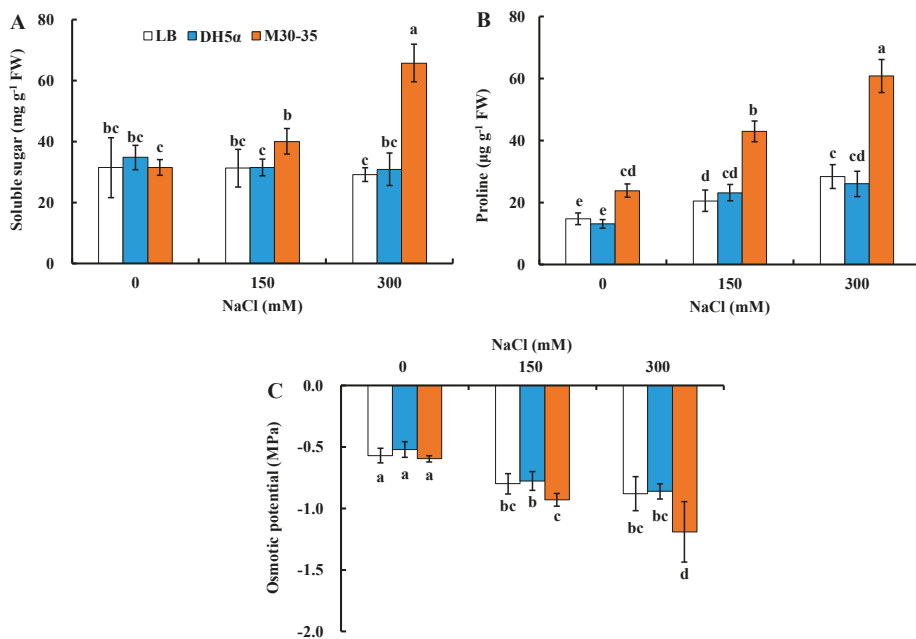 A
LB DH5α M30-35
Soluble sugar (mg g⁻¹ FW)
80
60
40
20
0
bc bc c
bc c b
c bc a
0 150 300
NaCl (mM)
B
Proline (μg g⁻¹ FW)
80
60
40
20
0
e e cd
d cd b
c cd a
0 150 300
NaCl (mM)
C
NaCl (mM)
0 150 300
Osmotic potential (MPa)
0.0
-0.5
-1.0
-1.5
-2.0
a a a
bc b c
bc bc d